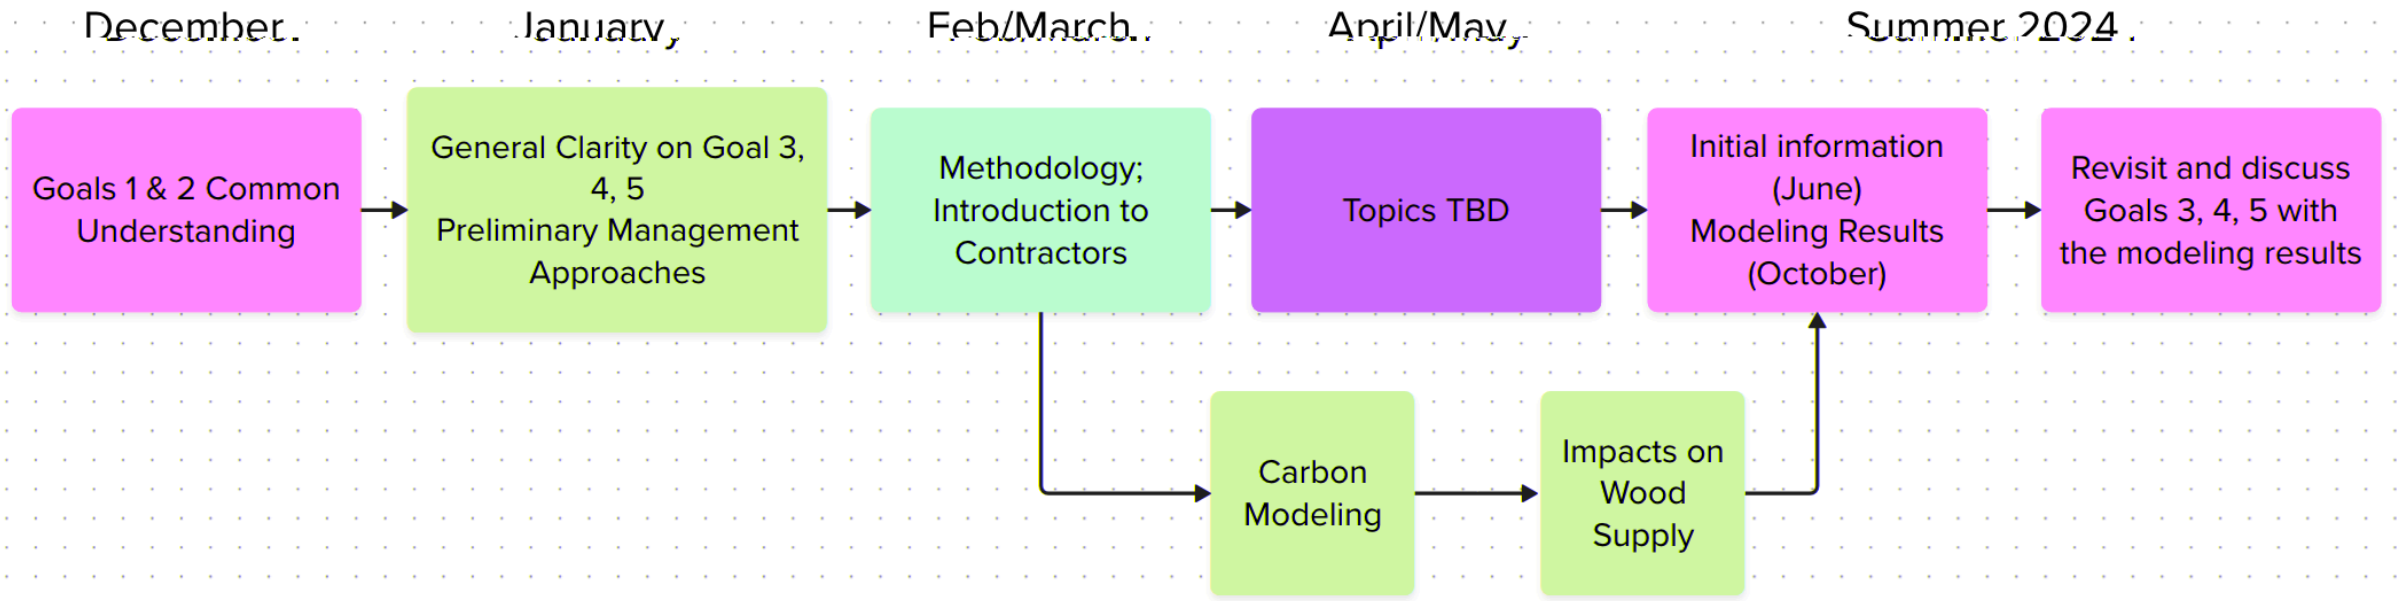 December
January
Feb/March
April/May
Summer 2024
Goals 1 & 2 Common
Understanding
General Clarity on Goal 3,
4, 5
Preliminary Management
Approaches
Methodology;
Introduction to
Contractors
Topics TBD
Initial information
(June)
Modeling Results
(October)
Revisit and discuss
Goals 3, 4, 5 with
the modeling results
Carbon
Modeling
Impacts on
Wood
Supply